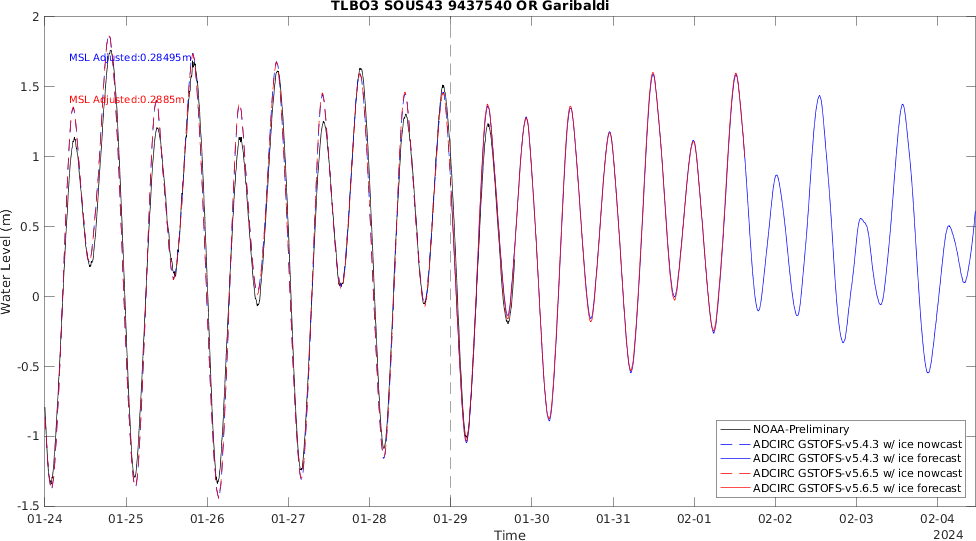 TLBO3 SOUS43 9437540 OR Garibaldi
2
MSL Adjusted:0.28495m
1.5
MSL Adjusted:0.2885m
1
0.5
Water Level (m)
0
-0.5
-1
NOAA-Preliminary
ADCIRC GSTOFS-v5.4.3 w/ ice nowcast
ADCIRC GSTOFS-v5.4.3 w/ ice forecast
ADCIRC GSTOFS-v5.6.5 w/ ice nowcast
ADCIRC GSTOFS-v5.6.5 w/ ice forecast
-1.5
01-24 01-25 01-26 01-27 01-28 01-29 01-30 01-31 02-01 02-02 02-03 02-04
Time
2024